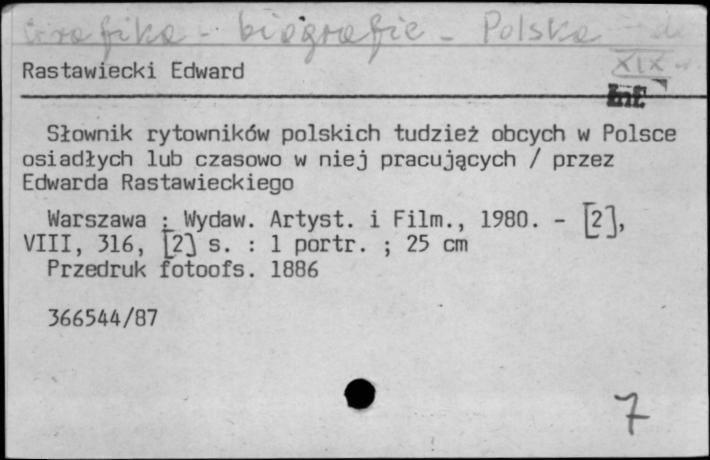 Grafika - biografie - Polska - do
XIX w.
Rastawiecki Edward
Inf.
Słownik rytowników polskich tudzież obcych w Polsce
osiadłych lub czasowo w niej pracujących / przez
Edwarda Rastawieckiego
Warszawa : Wydaw. Artyst. i Film., 1980. - [2],
VIII, 316, [2] s. : 1 portr. ; 25 cm
Przedruk fotoofs. 1886
366544/87
7